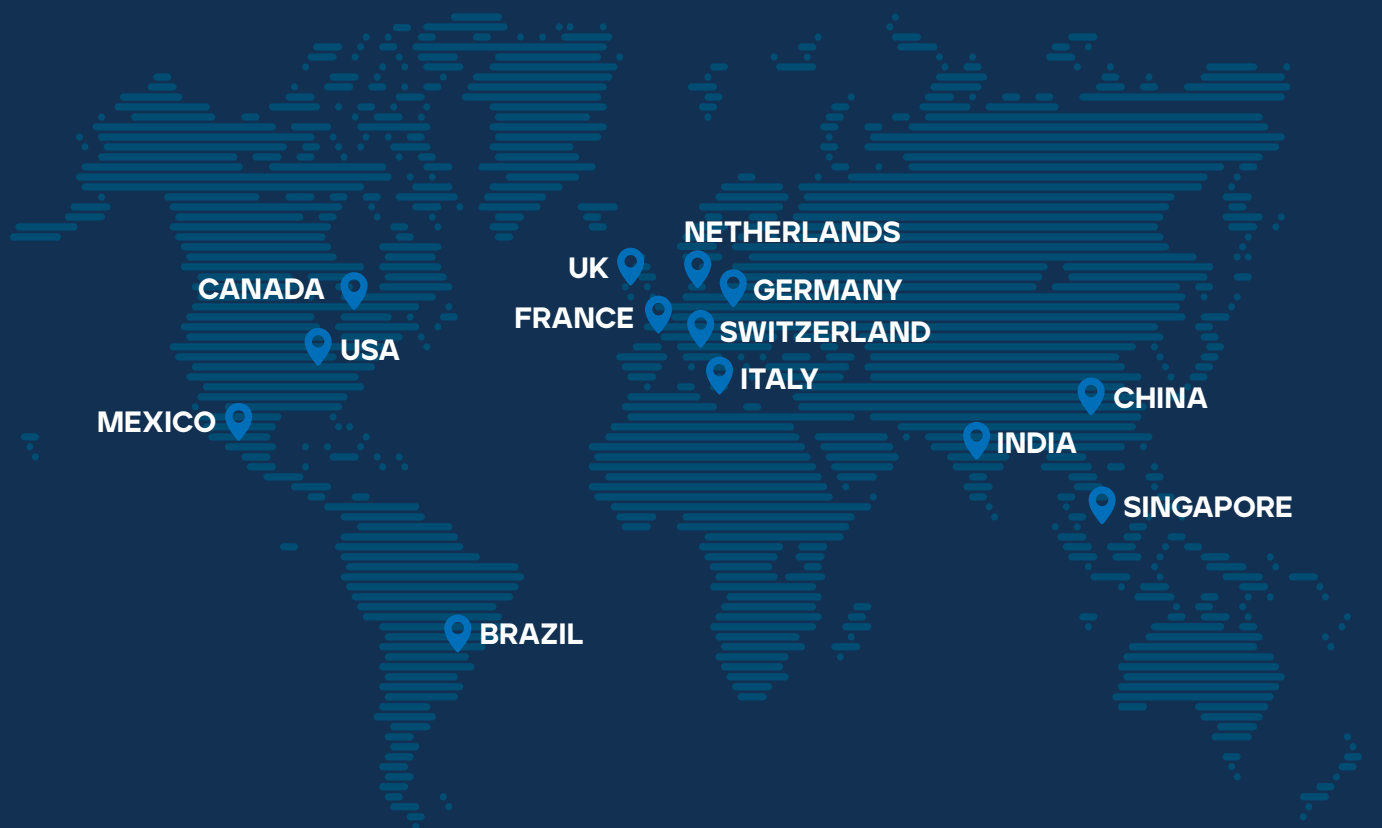 NETHERLANDS
UK
CANADA
GERMANY
FRANCE
SWITZERLAND
USA
ITALY
CHINA
MEXICO
INDIA
SINGAPORE
BRAZIL